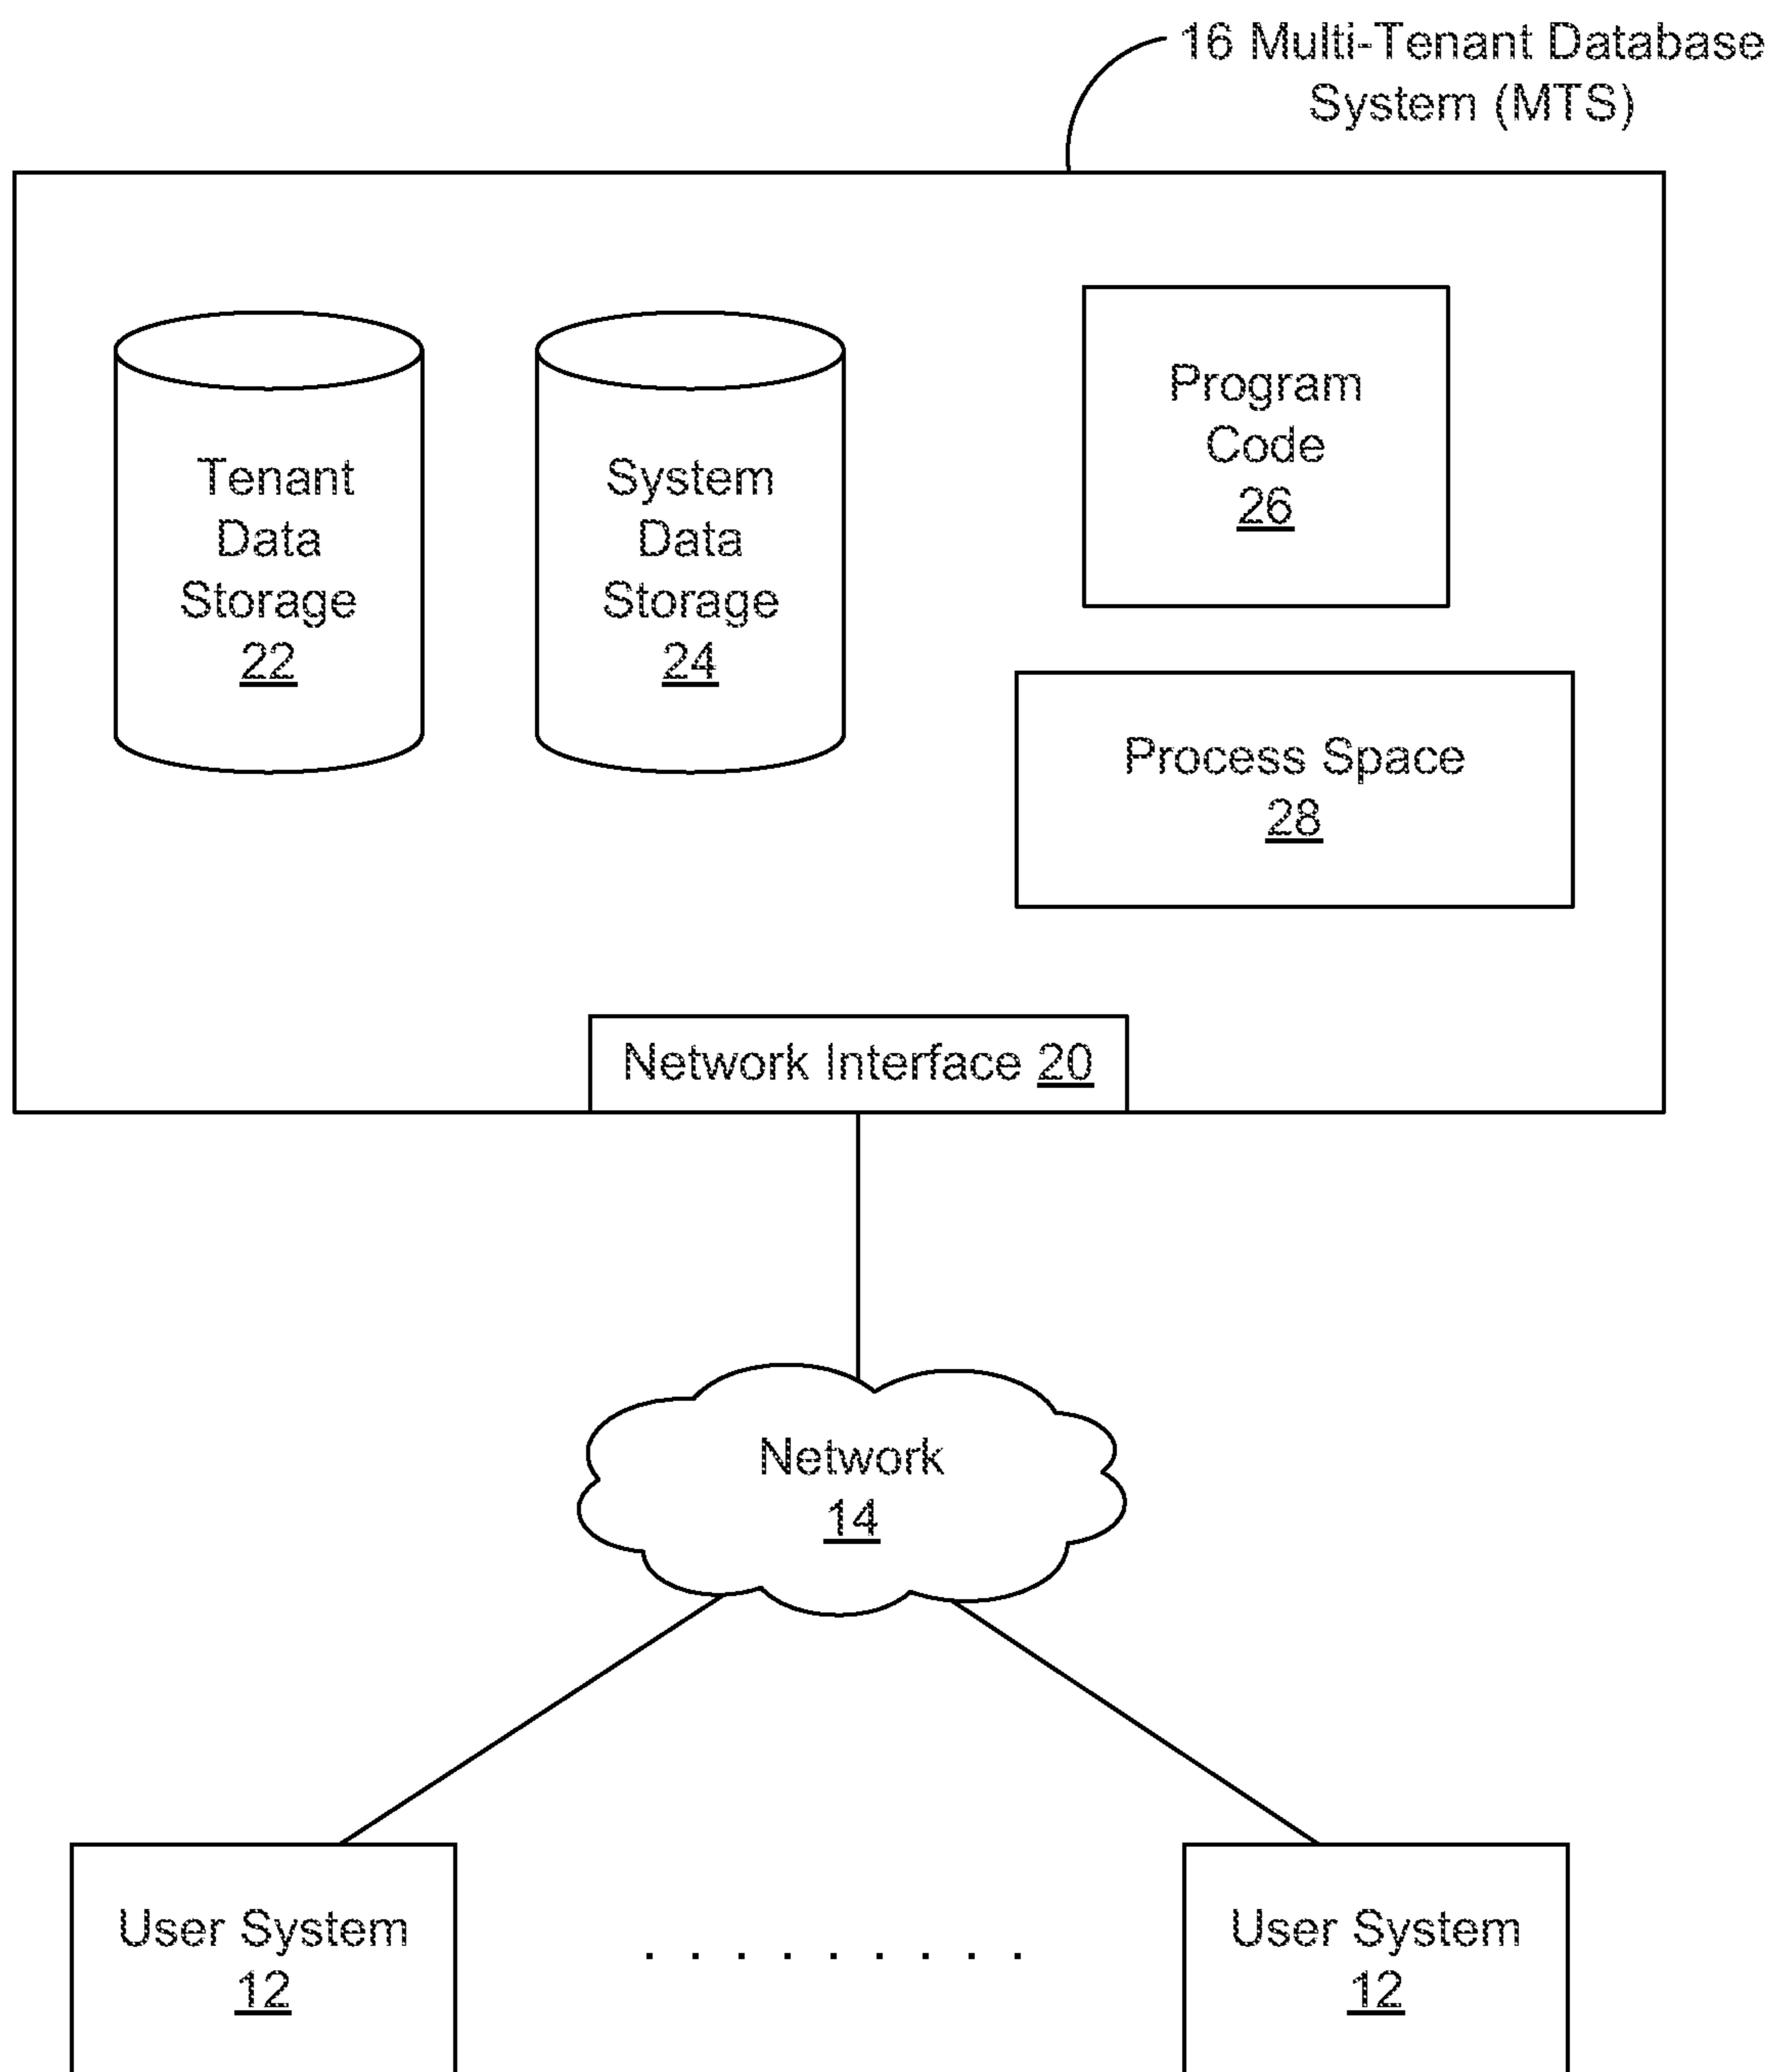 16 Multi-Tenant Database
System (MTS)
Tenant
Data
Storage
22
System
Data
Storage
24
Program
Code
26
Process Space
28
Network Interface 20
Network
14
User System
12
. . . . . . . . .
User System
12